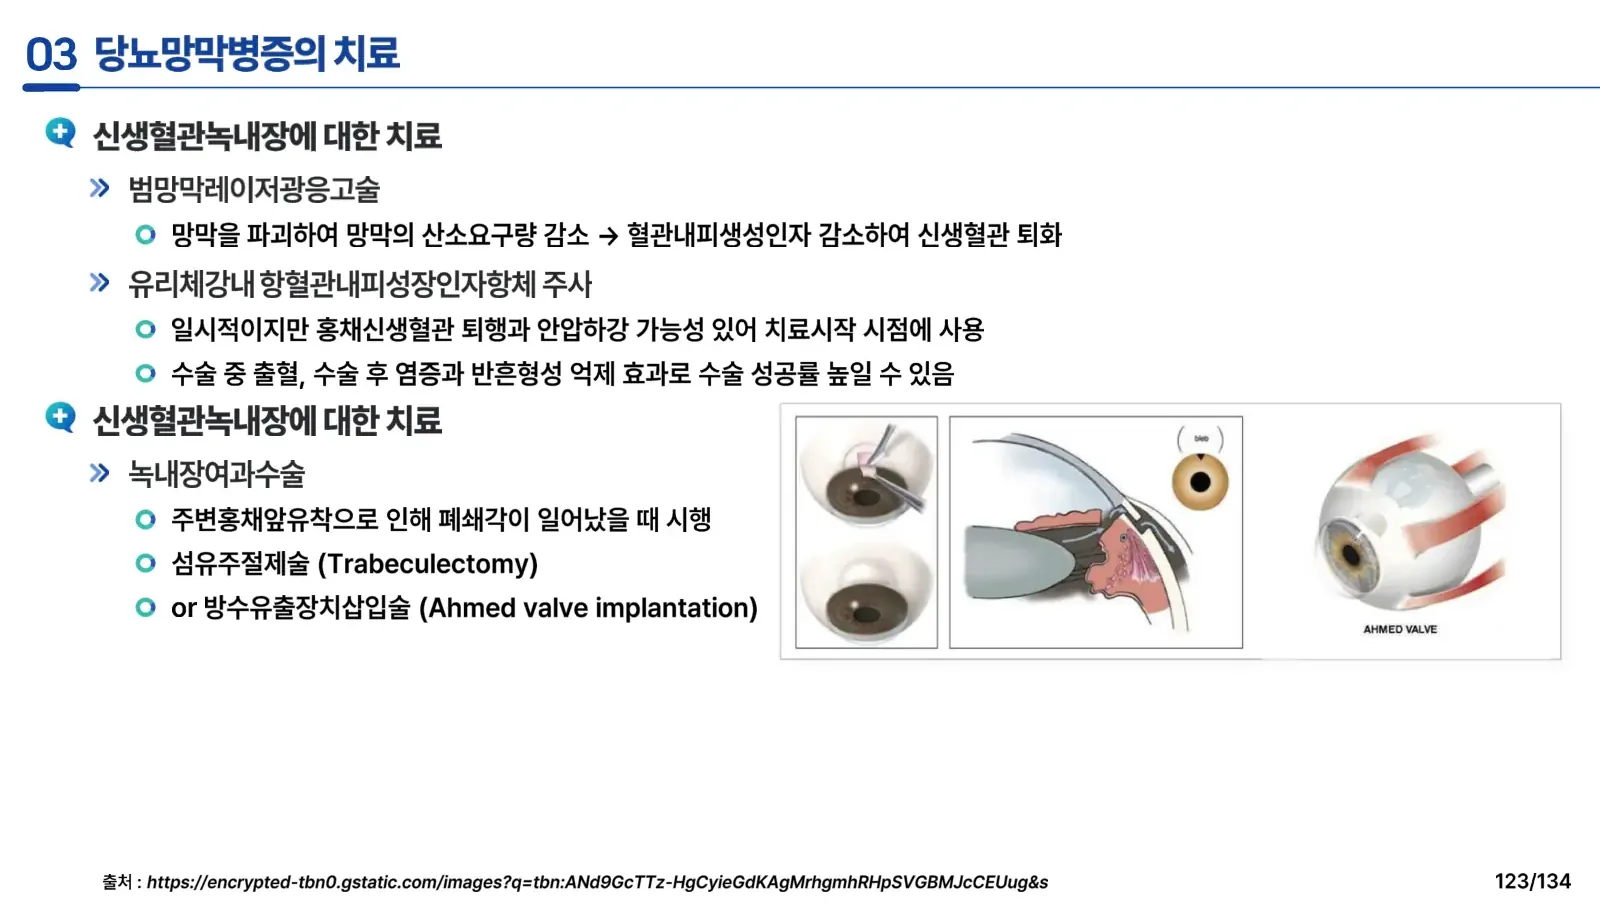 03 당뇨망막병증의 치료
신생혈관녹내장에 대한 치료
범망막레이저광응고술
망막을 파괴하여 망막의 산소요구량 감소 → 혈관내피생성인자 감소하여 신생혈관 퇴화
유리체강내 항혈관내피성장인자항체 주사
일시적이지만 홍채신생혈관 퇴행과 안압하강 가능성 있어 치료시작 시점에 사용
수술 중 출혈, 수술 후 염증과 반흔형성 억제 효과로 수술 성공률 높일 수 있음
신생혈관녹내장에 대한 치료
녹내장여과수술
주변홍채앞유착으로 인해 폐쇄각이 일어났을 때 시행
섬유주절제술 (Trabeculectomy)
or 방수유출장치삽입술 (Ahmed valve implantation)
bleb
AHMED VALVE
출처 : https://encrypted-tbn0.gstatic.com/images?q=tbn:ANd9GcTTz-HgCyieGdKAgMrhgmhRHpSVGBMJcCEUug&s
123/134